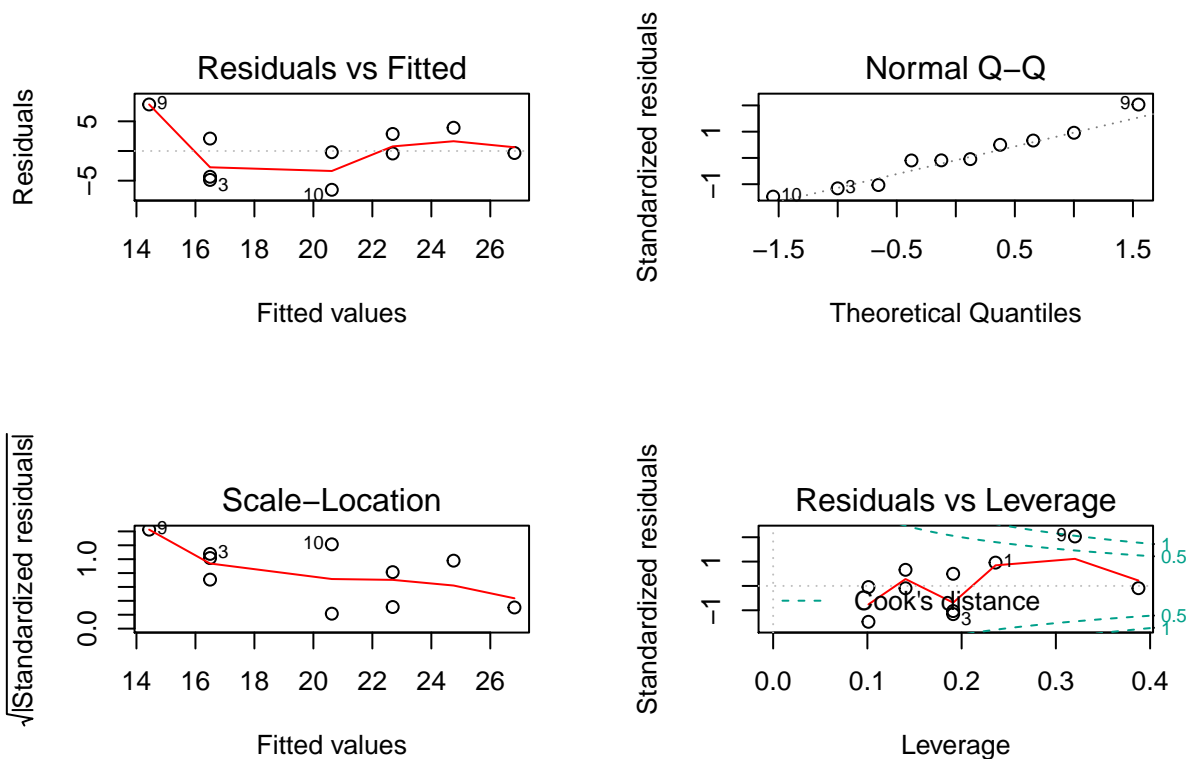 Residuals vs Fitted
Residuals
5
−5
9
3
10
14 16 18 20 22 24 26
Fitted values
Normal Q−Q
Standardized residuals
1
−1
9
10
3
−1.5 −0.5 0.5 1.5
Theoretical Quantiles
Scale−Location
√|Standardized residuals|
1.0
0.0
9
3
10
14 16 18 20 22 24 26
Fitted values
Residuals vs Leverage
Standardized residuals
1
−1
9
1
3
Cook's distance
1
0.5
0.5
1
0.0 0.1 0.2 0.3 0.4
Leverage